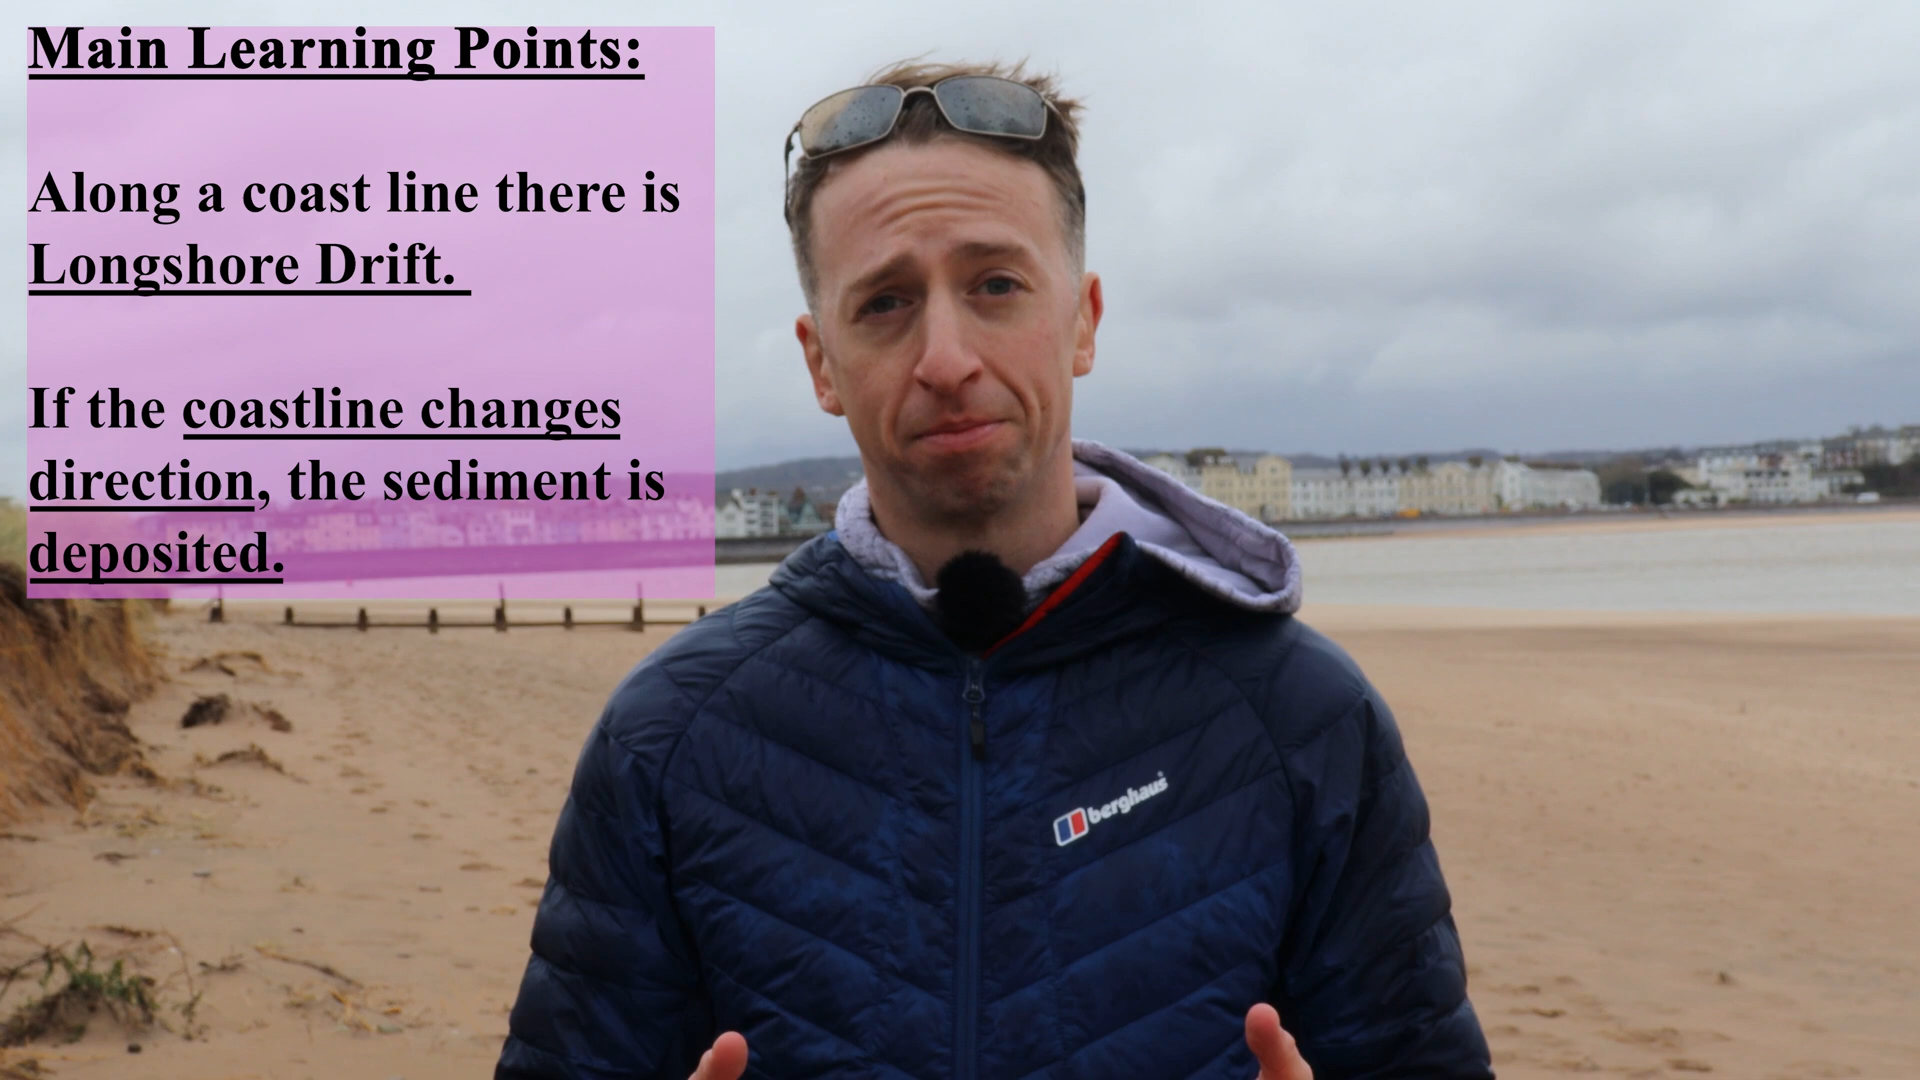 Main Learning Points:
Along a coast line there is
Longshore Drift.
If the coastline changes
direction, the sediment is
deposited.
berghaus